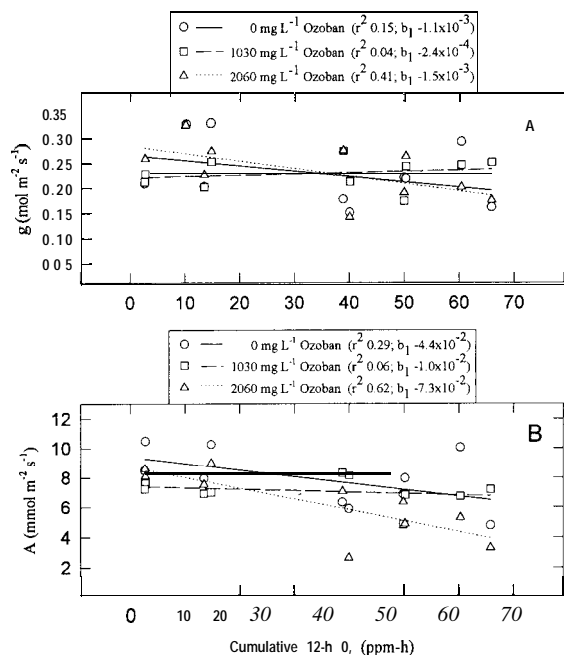 0 mg L⁻¹ Ozoban (r² 0.15; b₁ -1.1x10⁻³)
1030 mg L⁻¹ Ozoban (r² 0.04; b₁ -2.4x10⁻⁴)
2060 mg L⁻¹ Ozoban (r² 0.41; b₁ -1.5x10⁻³)
A
g (mol m⁻² s⁻¹)
0.35
0.30
0.25
0.20
0.15
0.10
0 5
0 10 20 30 40 50 60 70
0 mg L⁻¹ Ozoban (r² 0.29; b₁ -4.4x10⁻²)
1030 mg L⁻¹ Ozoban (r² 0.06; b₁ -1.0x10⁻²)
2060 mg L⁻¹ Ozoban (r² 0.62; b₁ -7.3x10⁻²)
B
A (mmol m⁻² s⁻¹)
12
10
8
6
4
2
0 10 20 30 40 50 60 70
Cumulative 12-h 0, (ppm-h)